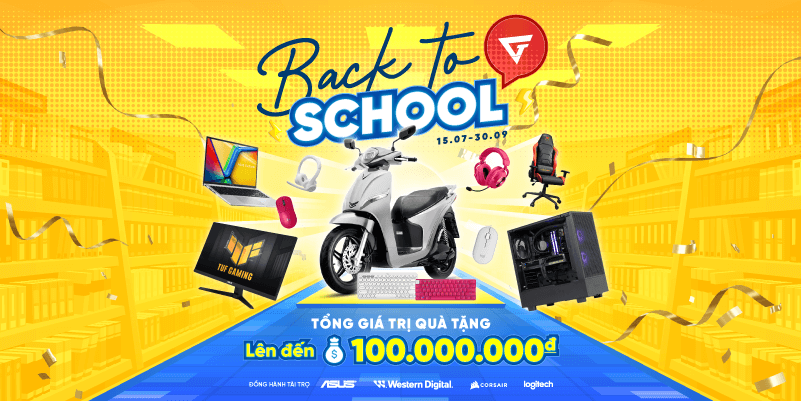 Back to
SCHOOL
15.07-30.09
TUF GAMING
TỔNG GIÁ TRỊ QUÀ TẶNG
Lên đến $ 100.000.000đ
ĐỒNG HÀNH TÀI TRỢ ASUS Western Digital. CORSAIR logitech